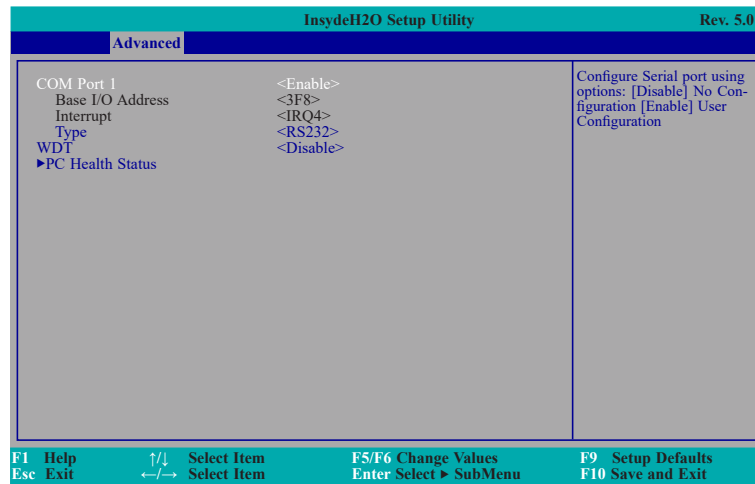 InsydeH2O Setup Utility Rev. 5.0
Advanced
COM Port 1 <Enable>
Base I/O Address <3F8>
Interrupt <IRQ4>
Type <RS232>
WDT <Disable>
▶PC Health Status
Configure Serial port using
options: [Disable] No Con-
figuration [Enable] User
Configuration
F1 Help ↑/↓ Select Item F5/F6 Change Values F9 Setup Defaults
Esc Exit ←/→ Select Item Enter Select ▶ SubMenu F10 Save and Exit